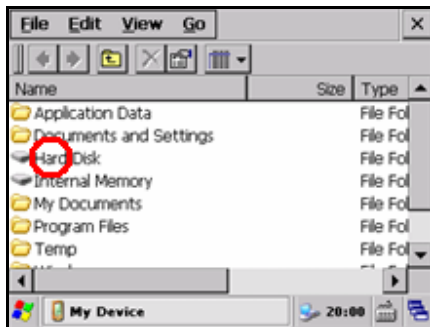 File Edit View Go
Name Size Type
Application Data File Fol
Documents and Settings File Fol
Hard Disk File Fol
Internal Memory File Fol
My Documents File Fol
Program Files File Fol
Temp File Fol
My Device 20:00